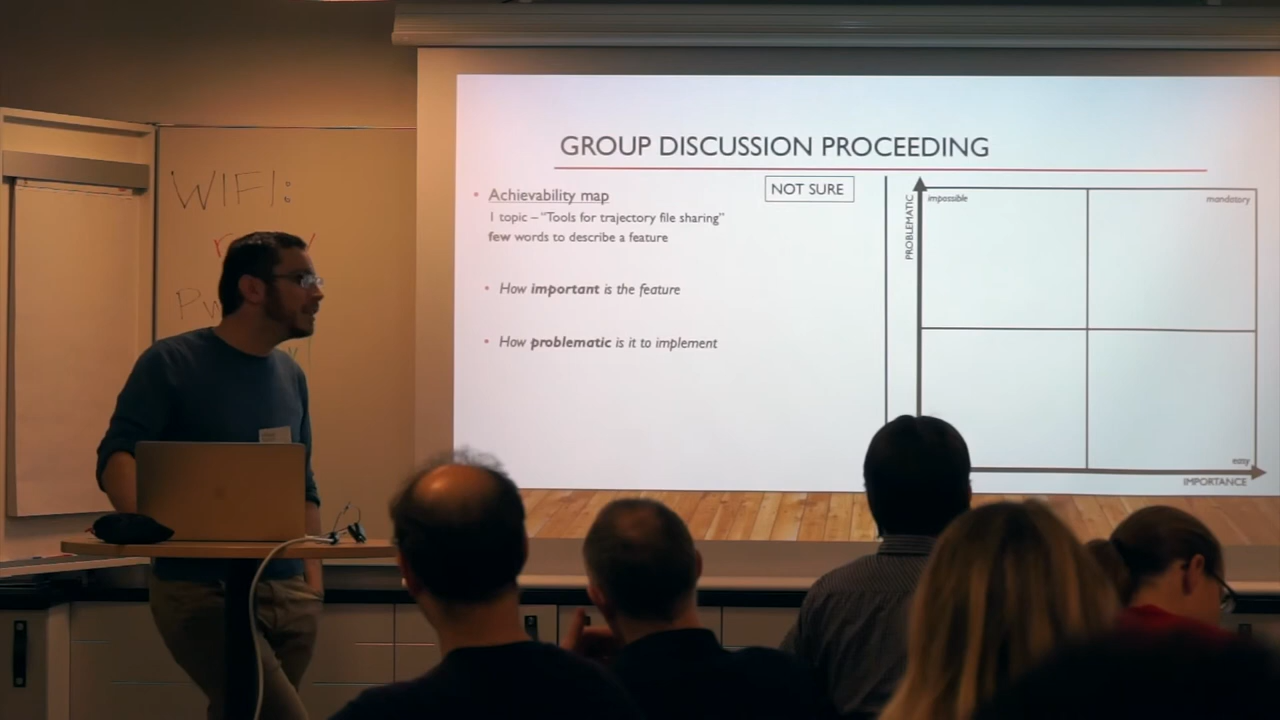 WIFI:
GROUP DISCUSSION PROCEEDING
• Achievability map
1 topic – “Tools for trajectory file sharing”
few words to describe a feature
• How important is the feature
• How problematic is it to implement
NOT SURE
PROBLEMATIC
impossible
mandatory
easy
IMPORTANCE